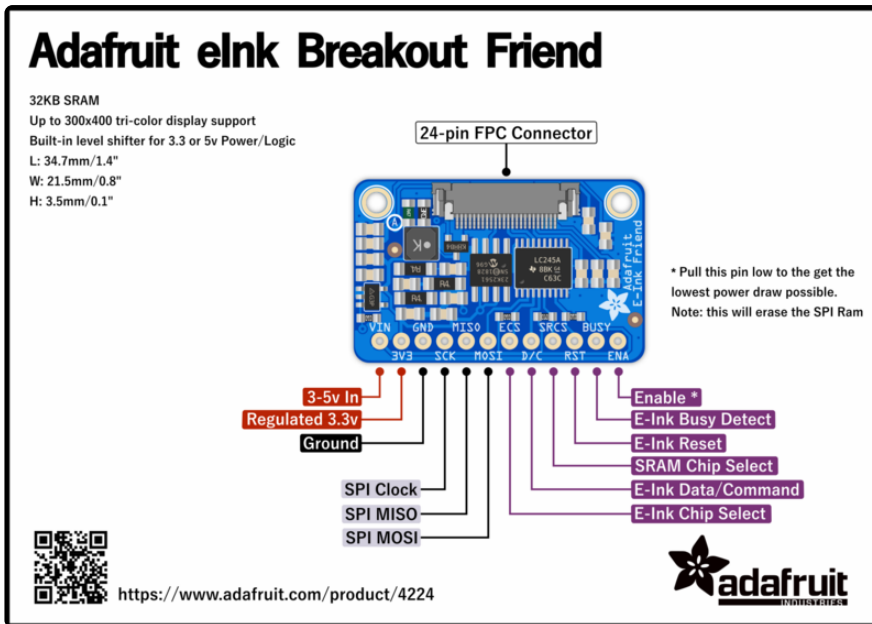 Adafruit eInk Breakout Friend
32KB SRAM
Up to 300x400 tri-color display support
Built-in level shifter for 3.3 or 5v Power/Logic
L: 34.7mm/1.4"
W: 21.5mm/0.8"
H: 3.5mm/0.1"
24-pin FPC Connector
A
LC245A
C63C
Adafruit
E-Ink Friend
* Pull this pin low to the get the
lowest power draw possible.
Note: this will erase the SPI Ram
VIN GND MISO ECS SRCS BUSY
3V3 SCK MOSI D/C RST ENA
3-5v In
Regulated 3.3v
Ground
SPI Clock
SPI MISO
SPI MOSI
Enable *
E-Ink Busy Detect
E-Ink Reset
SRAM Chip Select
E-Ink Data/Command
E-Ink Chip Select
https://www.adafruit.com/product/4224
adafruit
INDUSTRIES